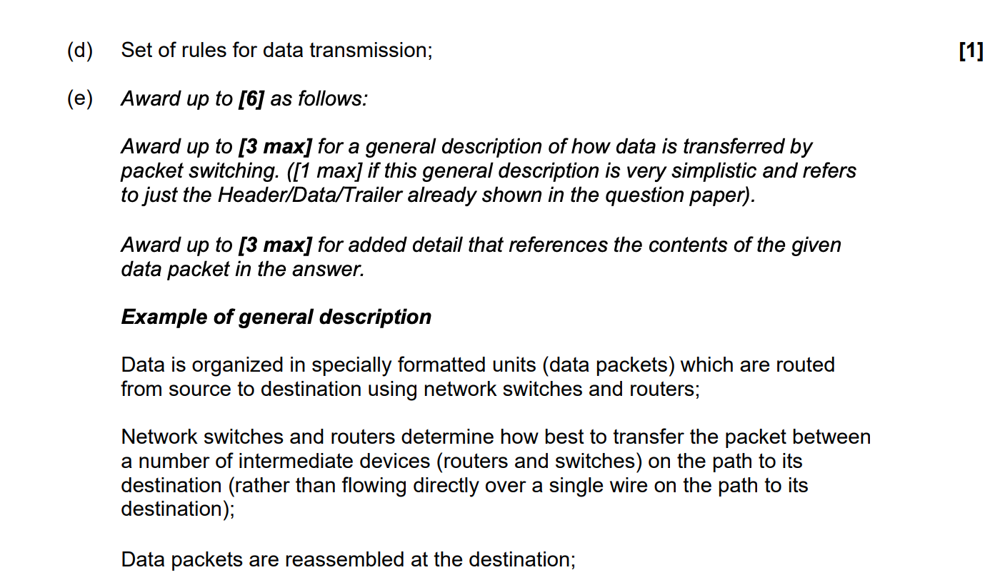 (d) Set of rules for data transmission; [1]
(e) Award up to [6] as follows:
Award up to [3 max] for a general description of how data is transferred by
packet switching. ([1 max] if this general description is very simplistic and refers
to just the Header/Data/Trailer already shown in the question paper).
Award up to [3 max] for added detail that references the contents of the given
data packet in the answer.
Example of general description
Data is organized in specially formatted units (data packets) which are routed
from source to destination using network switches and routers;
Network switches and routers determine how best to transfer the packet between
a number of intermediate devices (routers and switches) on the path to its
destination (rather than flowing directly over a single wire on the path to its
destination);
Data packets are reassembled at the destination;